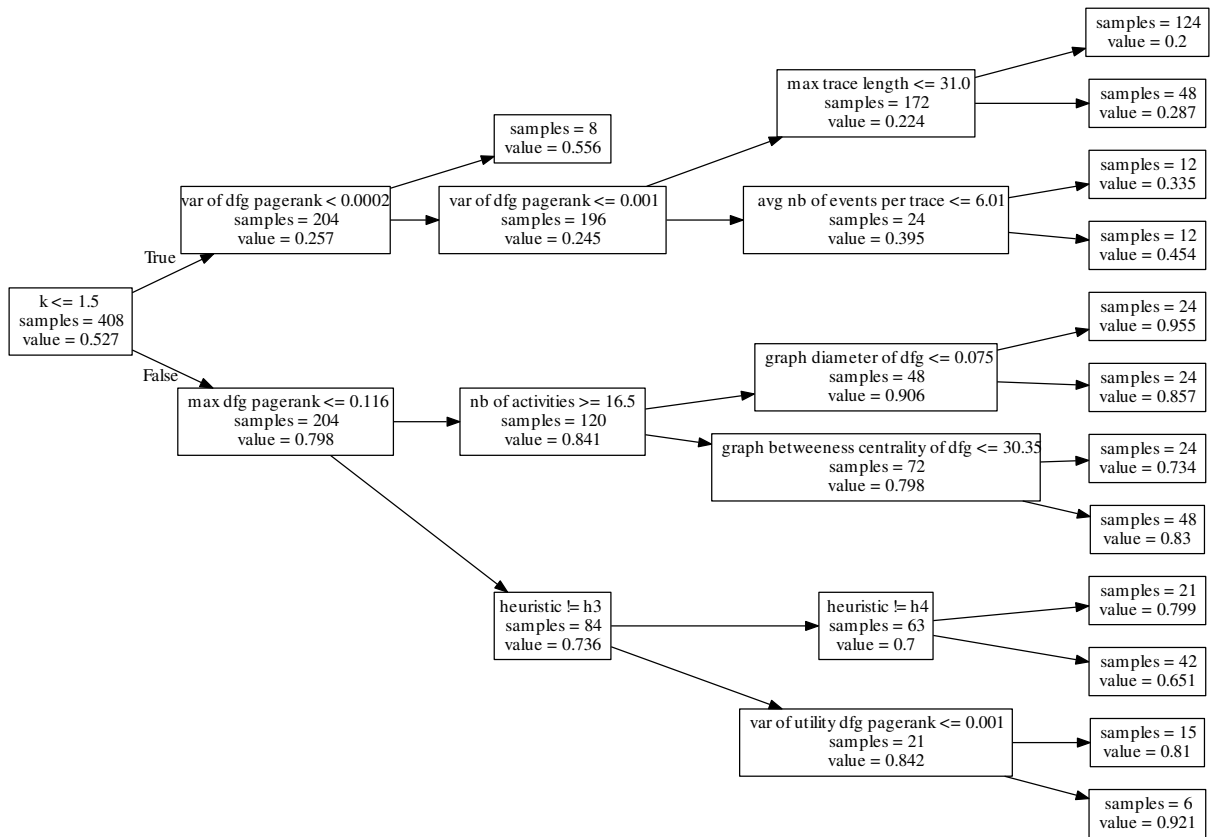 k <= 1.5
samples = 408
value = 0.527
True
False
var of dfg pagerank < 0.0002
samples = 204
value = 0.257
max dfg pagerank <= 0.116
samples = 204
value = 0.798
samples = 8
value = 0.556
var of dfg pagerank <= 0.001
samples = 196
value = 0.245
nb of activities >= 16.5
samples = 120
value = 0.841
heuristic != h3
samples = 84
value = 0.736
max trace length <= 31.0
samples = 172
value = 0.224
avg nb of events per trace <= 6.01
samples = 24
value = 0.395
graph diameter of dfg <= 0.075
samples = 48
value = 0.906
graph betweeness centrality of dfg <= 30.35
samples = 72
value = 0.798
heuristic != h4
samples = 63
value = 0.7
var of utility dfg pagerank <= 0.001
samples = 21
value = 0.842
samples = 124
value = 0.2
samples = 48
value = 0.287
samples = 12
value = 0.335
samples = 12
value = 0.454
samples = 24
value = 0.955
samples = 24
value = 0.857
samples = 24
value = 0.734
samples = 48
value = 0.83
samples = 21
value = 0.799
samples = 42
value = 0.651
samples = 15
value = 0.81
samples = 6
value = 0.921